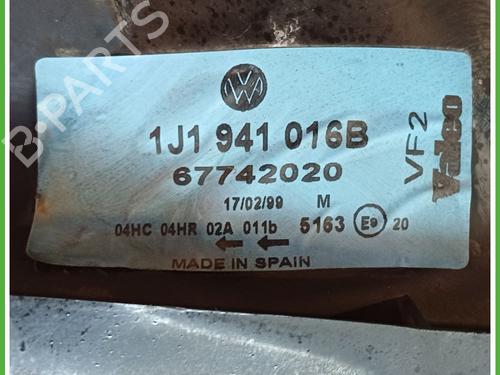 B-PARTS
1J1 941 016B
67742020
17/02/99 M
04HC 04HR 02A 011b 5163 E9 20
MADE IN SPAIN
VF2
Valeo